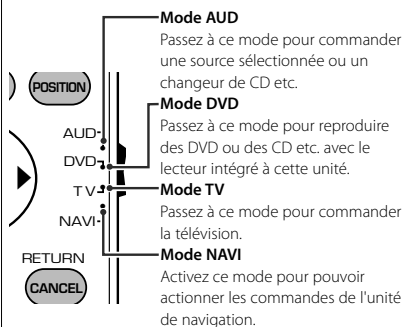 Mode AUD
Passez à ce mode pour commander
une source sélectionnée ou un
changeur de CD etc.
Mode DVD
Passez à ce mode pour reproduire
des DVD ou des CD etc. avec le
lecteur intégré à cette unité.
Mode TV
Passez à ce mode pour commander
la télévision.
Mode NAVI
Activez ce mode pour pouvoir
actionner les commandes de l'unité
de navigation.
POSITION
AUD
DVD
TV
NAVI
RETURN
CANCEL